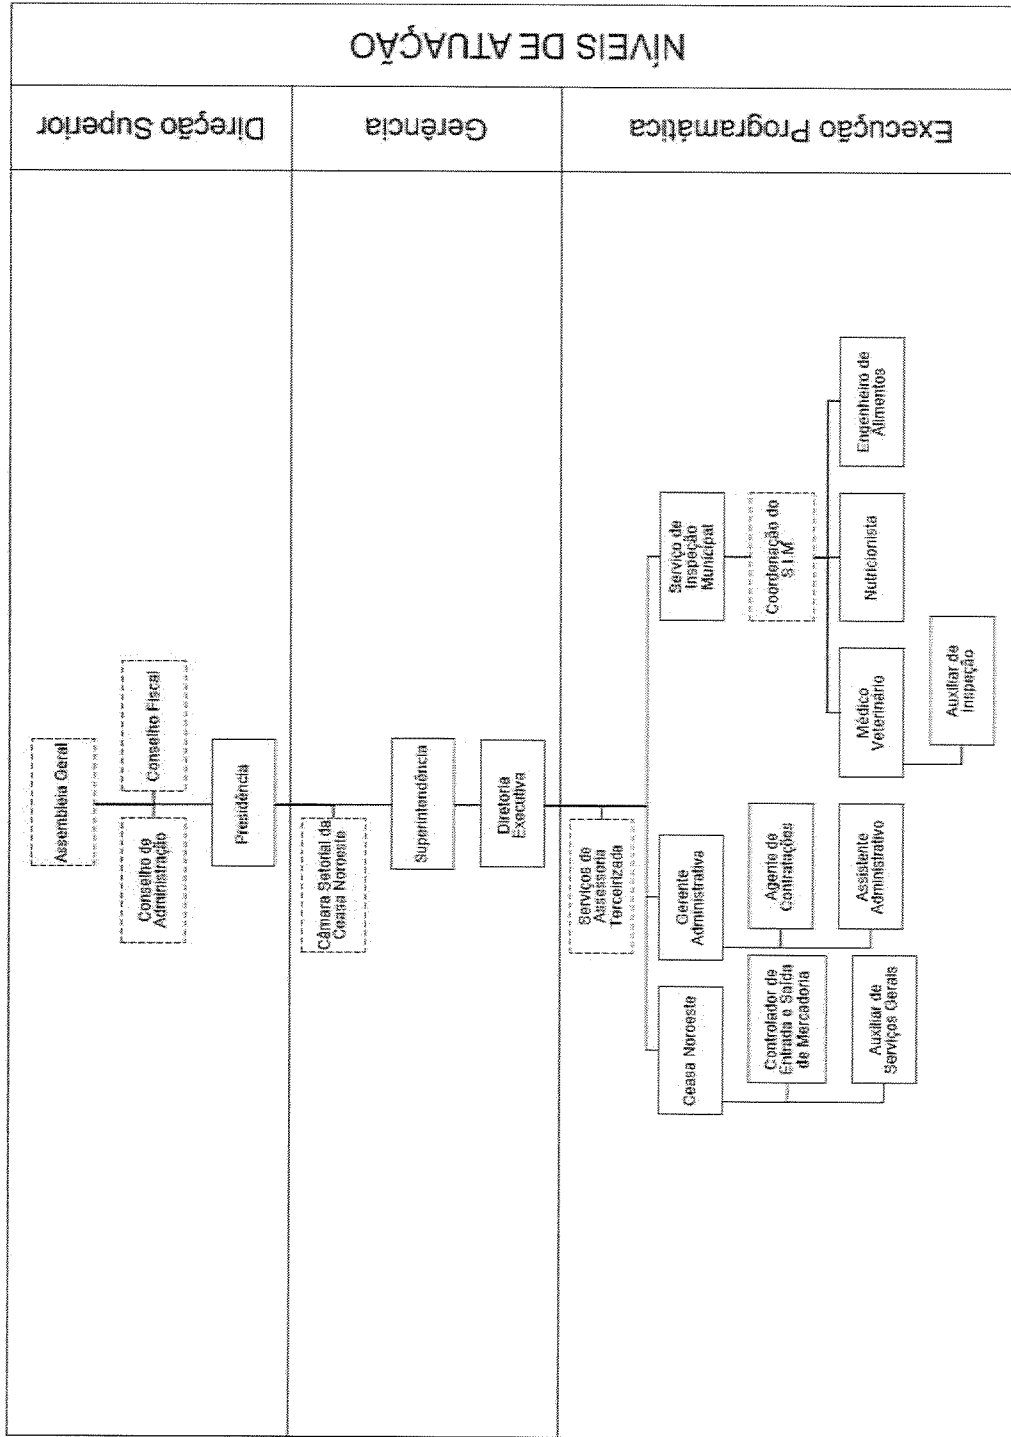 NÍVEIS DE ATUAÇÃO
Direção Superior
Assembleia Geral
Conselho de
Administração
Conselho Fiscal
Presidência
Gerência
Câmara Setorial da
Ceasa Noroeste
Superintendência
Diretoria
Executiva
Execução Programática
Serviços de
Assessoria
Terceirizada
Ceasa Noroeste
Controlador de
Entrada e Saída
de Mercadoria
Auxiliar de
Serviços Gerais
Gerente
Administrativa
Agente de
Contratações
Assistente
Administrativo
Serviço de
Inspeção
Municipal
Coordenação do
S.I.M
Médico
Veterinário
Auxiliar de
Inspeção
Nutricionista
Engenheiro de
Alimentos